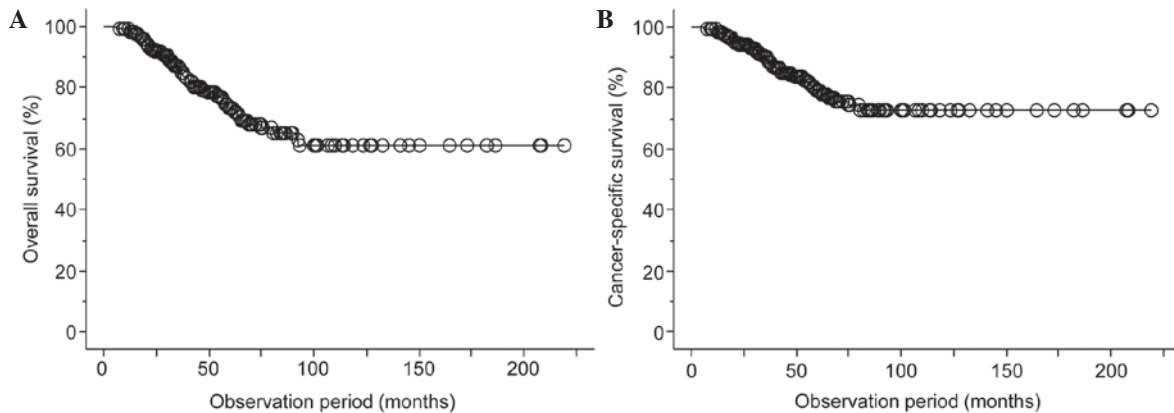 A
Overall survival (%)
100
80
60
40
20
0
0 50 100 150 200
Observation period (months)
B
Cancer-specific survival (%)
100
80
60
40
20
0
0 50 100 150 200
Observation period (months)